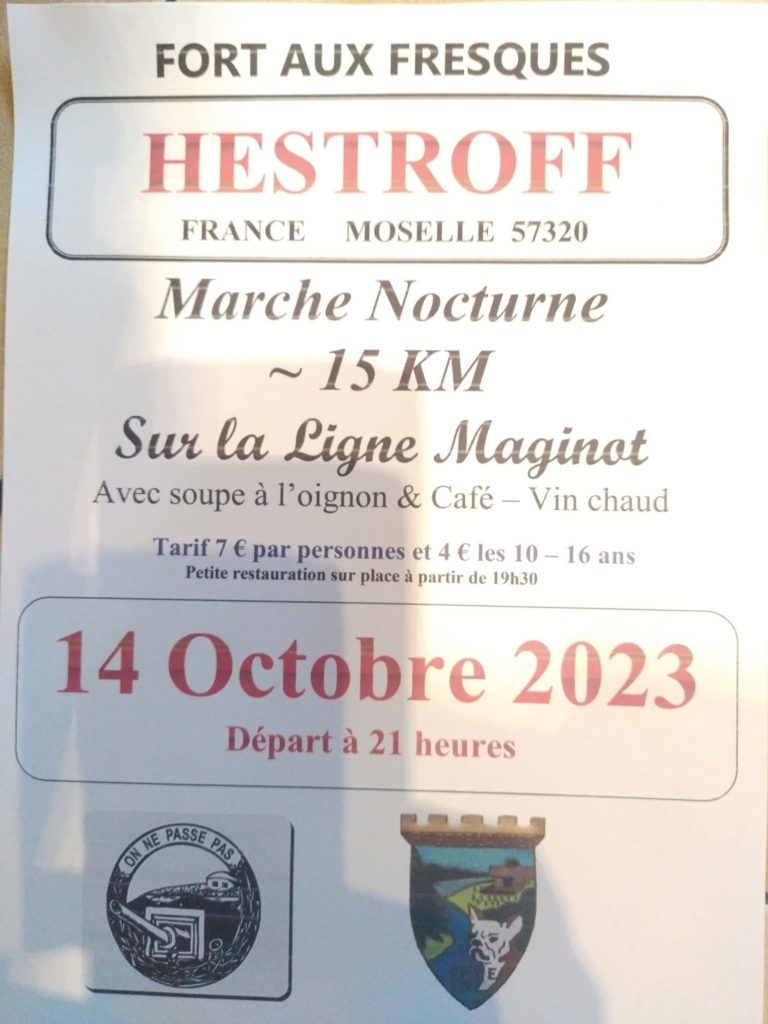 FORT AUX FRESQUES
HESTROFF
FRANCE MOSELLE 57320
Marche Nocturne
~ 15 KM
Sur la Ligne Maginot
Avec soupe à l’oignon & Café – Vin chaud
Tarif 7 € par personnes et 4 € les 10 – 16 ans
Petite restauration sur place à partir de 19h30
14 Octobre 2023
Départ à 21 heures
ON NE PASSE PAS